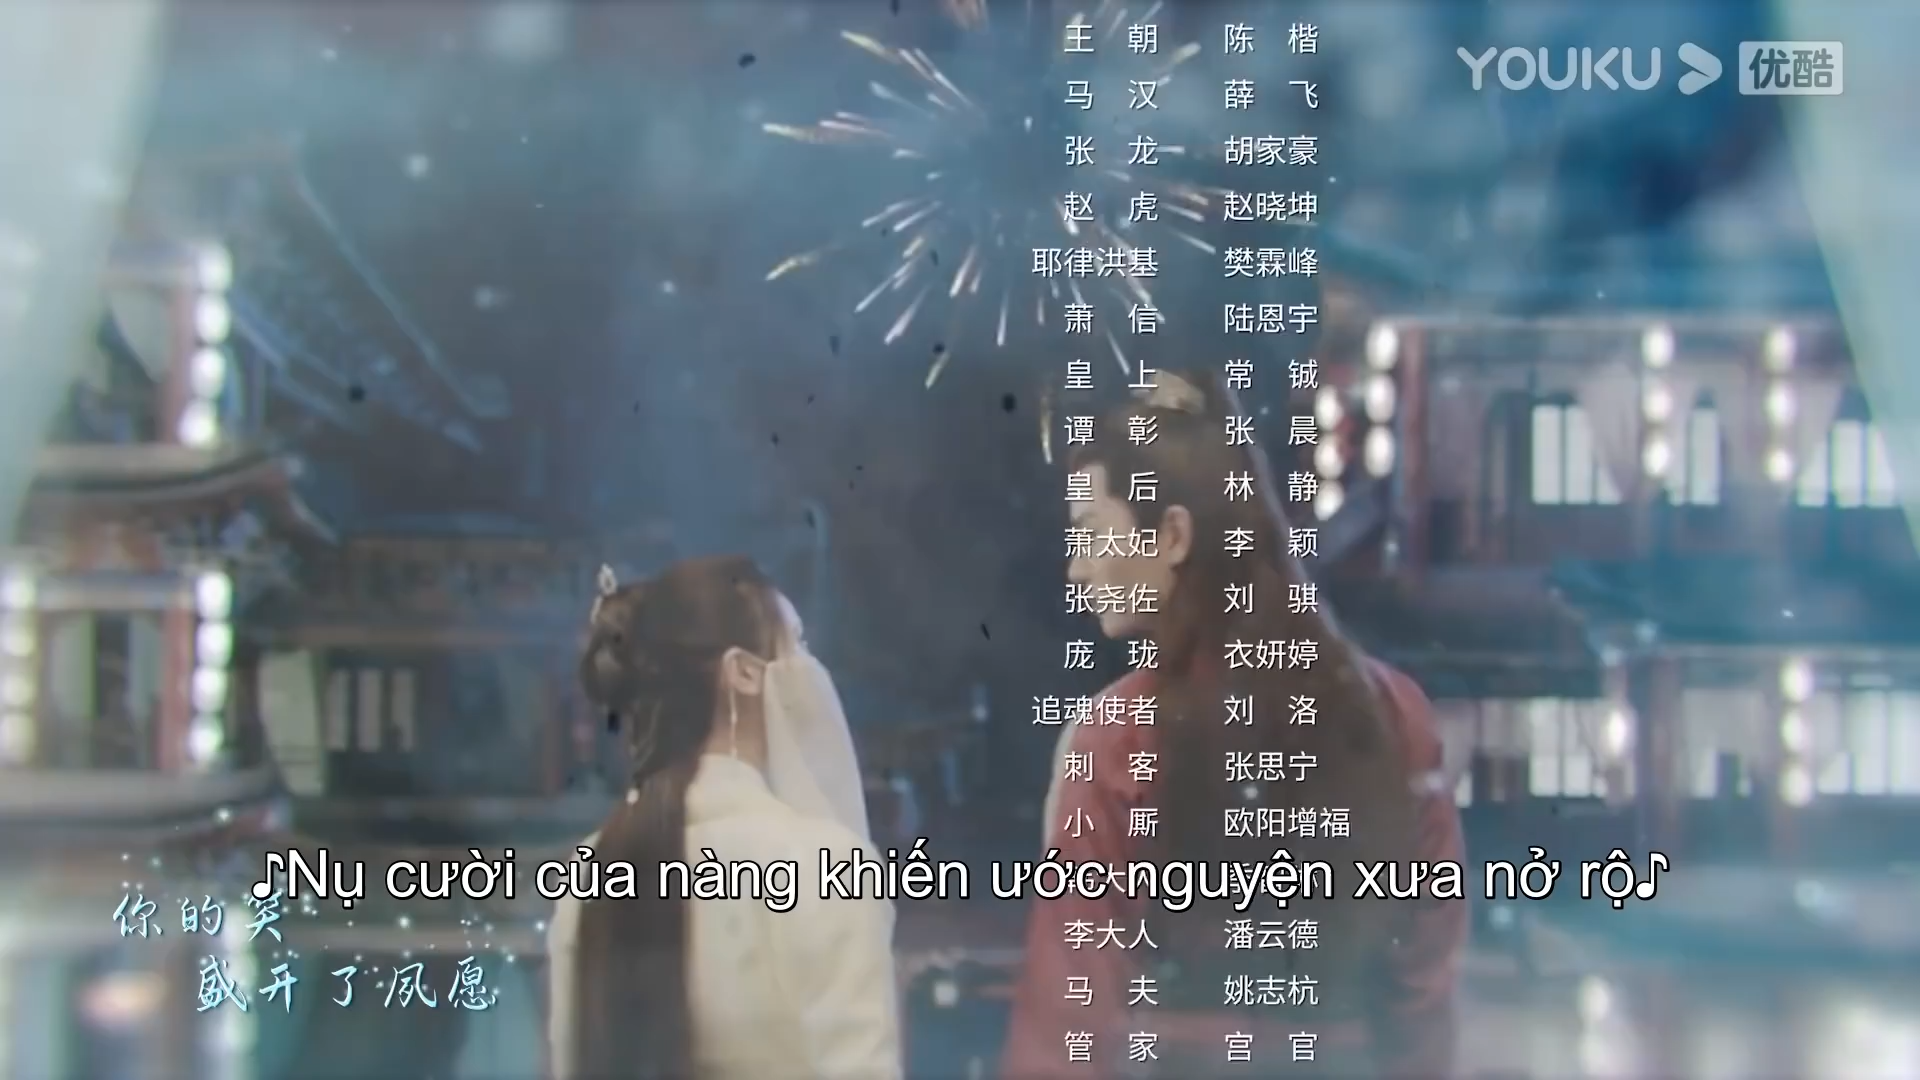 王朝 陈楷
YOUKU 优酷
马汉 薛飞
张龙 胡家豪
赵虎 赵晓坤
耶律洪基 樊霖峰
萧信 陆恩宇
皇上 常铖
谭彰 张晨
皇后 林静
萧太妃 李颖
张尧佐 刘骐
庞珑 衣妍婷
追魂使者 刘洛
刺客 张思宁
小厮 欧阳增福
♪Nụ cười của nàng khiến ước nguyện xưa nở rộ♪
你的笑
李大人 潘云德
盛开了夙愿
马夫 姚志杭
管家 宫官